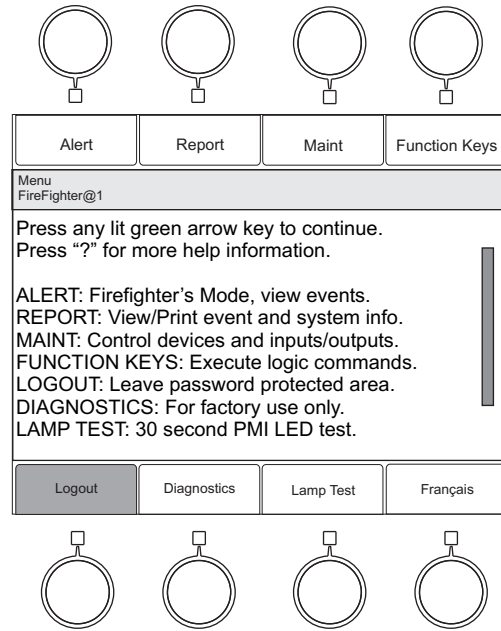 Alert
Report
Maint
Function Keys
Menu
FireFighter@1
Press any lit green arrow key to continue.
Press “?” for more help information.
ALERT: Firefighter’s Mode, view events.
REPORT: View/Print event and system info.
MAINT: Control devices and inputs/outputs.
FUNCTION KEYS: Execute logic commands.
LOGOUT: Leave password protected area.
DIAGNOSTICS: For factory use only.
LAMP TEST: 30 second PMI LED test.
Logout
Diagnostics
Lamp Test
Français